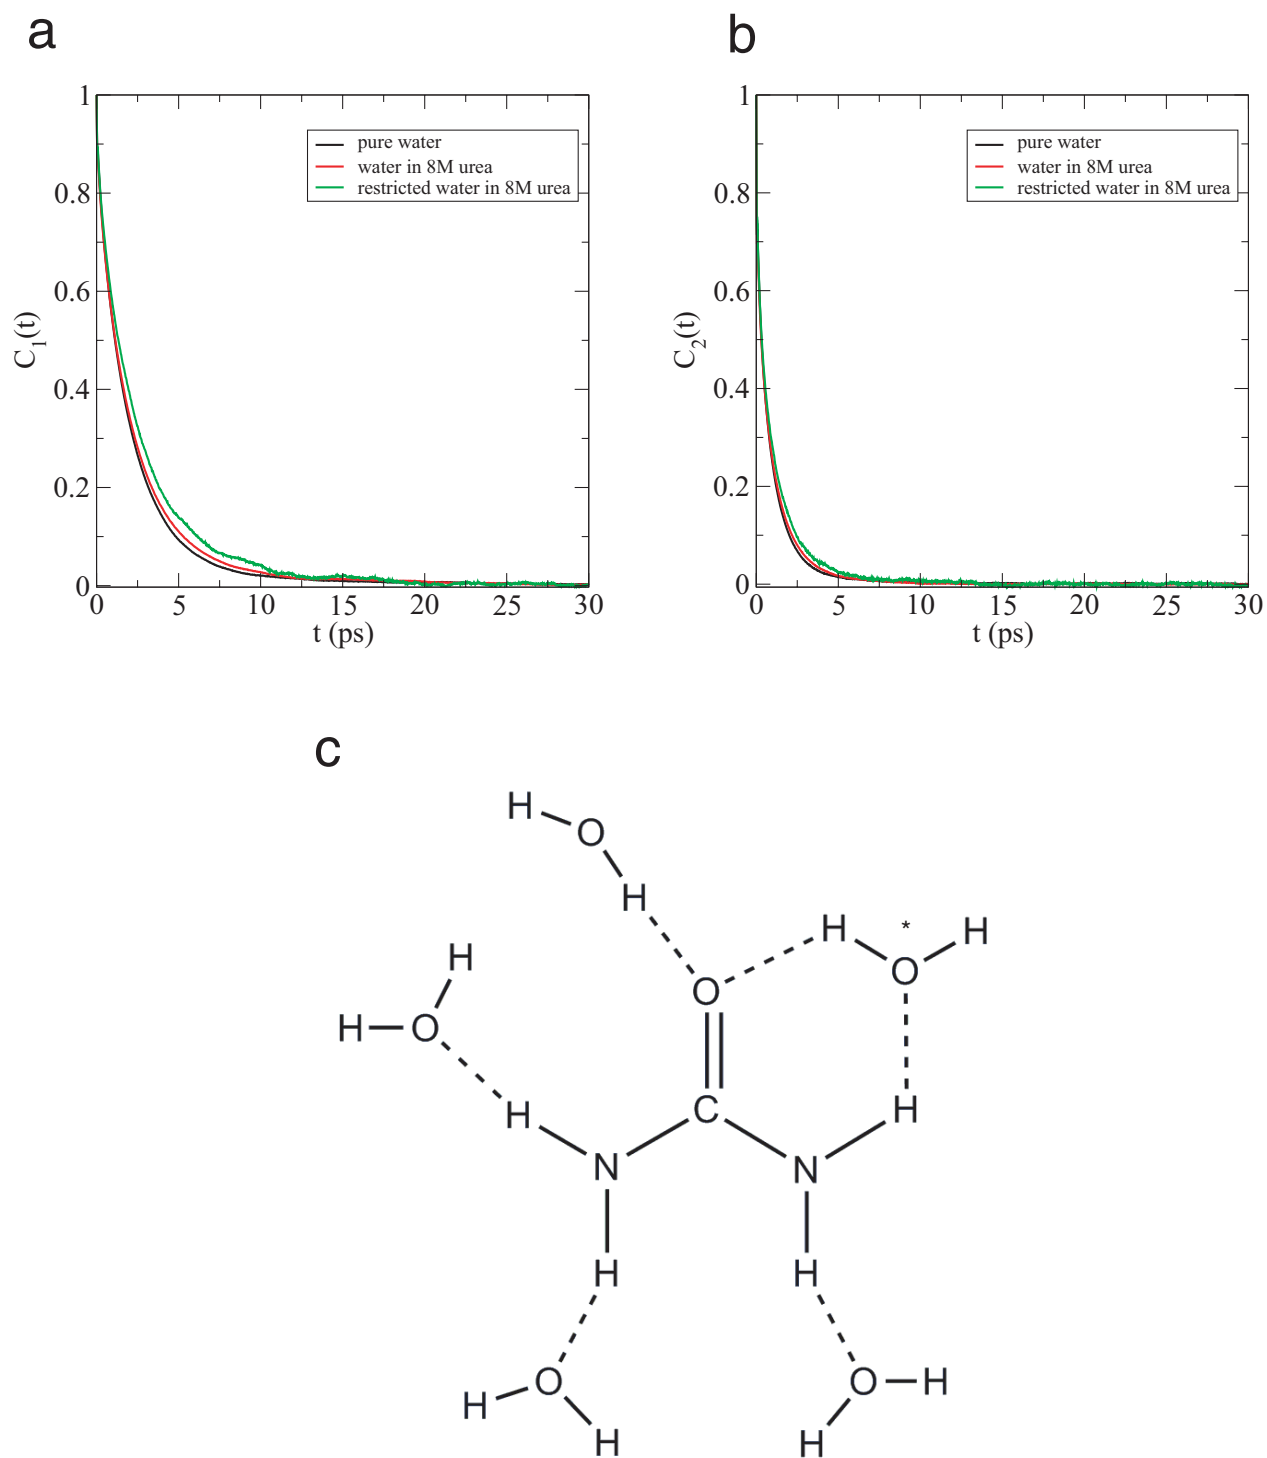 a
1
0.8
0.6
0.4
0.2
0
C1(t)
pure water
water in 8M urea
restricted water in 8M urea
0 5 10 15 20 25 30
t (ps)
b
1
0.8
0.6
0.4
0.2
0
C2(t)
pure water
water in 8M urea
restricted water in 8M urea
0 5 10 15 20 25 30
t (ps)
c
H
O
H
H * H
H
O
O
H O
C
H
H
N
N
H
H
O
O H
H
H
H